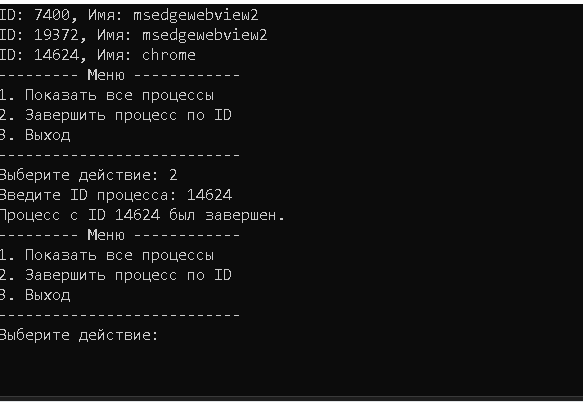 ID: 7400, Имя: msedgewebview2
ID: 19372, Имя: msedgewebview2
ID: 14624, Имя: chrome
--------- Меню ------------
1. Показать все процессы
2. Завершить процесс по ID
3. Выход
---------------------------
Выберите действие: 2
Введите ID процесса: 14624
Процесс с ID 14624 был завершен.
--------- Меню ------------
1. Показать все процессы
2. Завершить процесс по ID
3. Выход
---------------------------
Выберите действие: